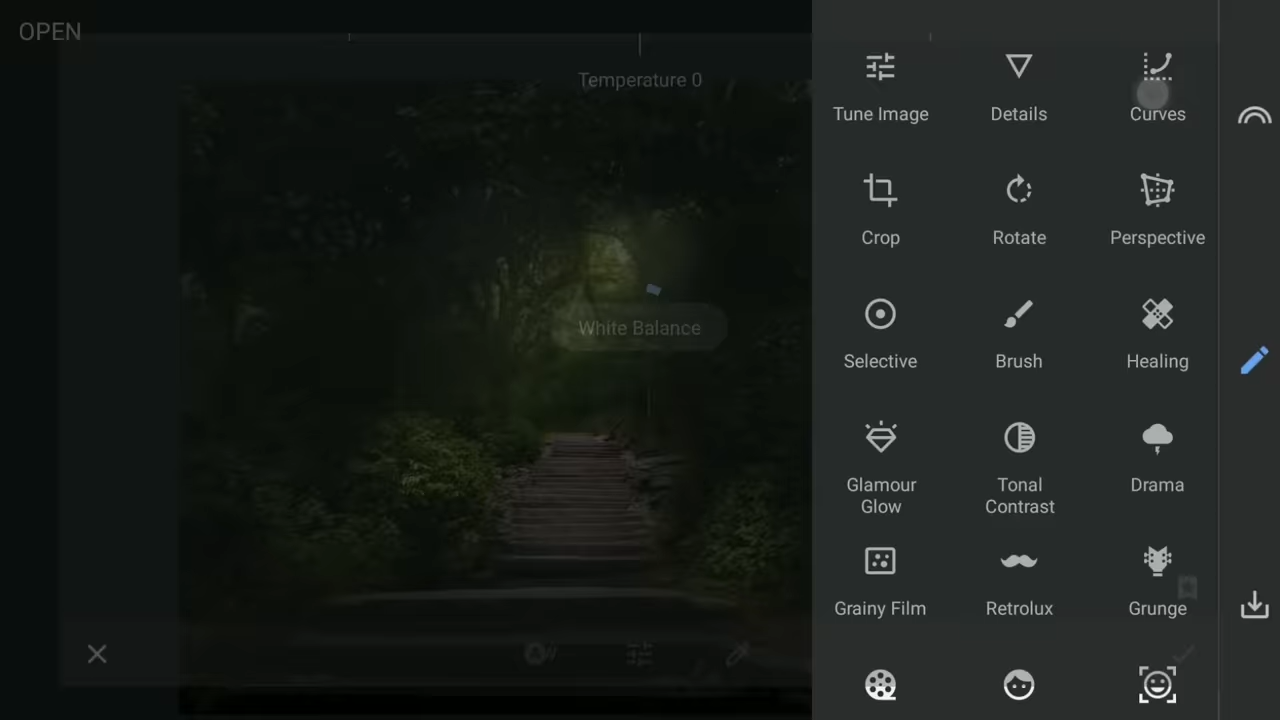 OPEN
Temperature 0
White Balance
Tune Image
Details
Curves
Crop
Rotate
Perspective
Selective
Brush
Healing
Glamour
Glow
Tonal
Contrast
Drama
Grainy Film
Retrolux
Grunge